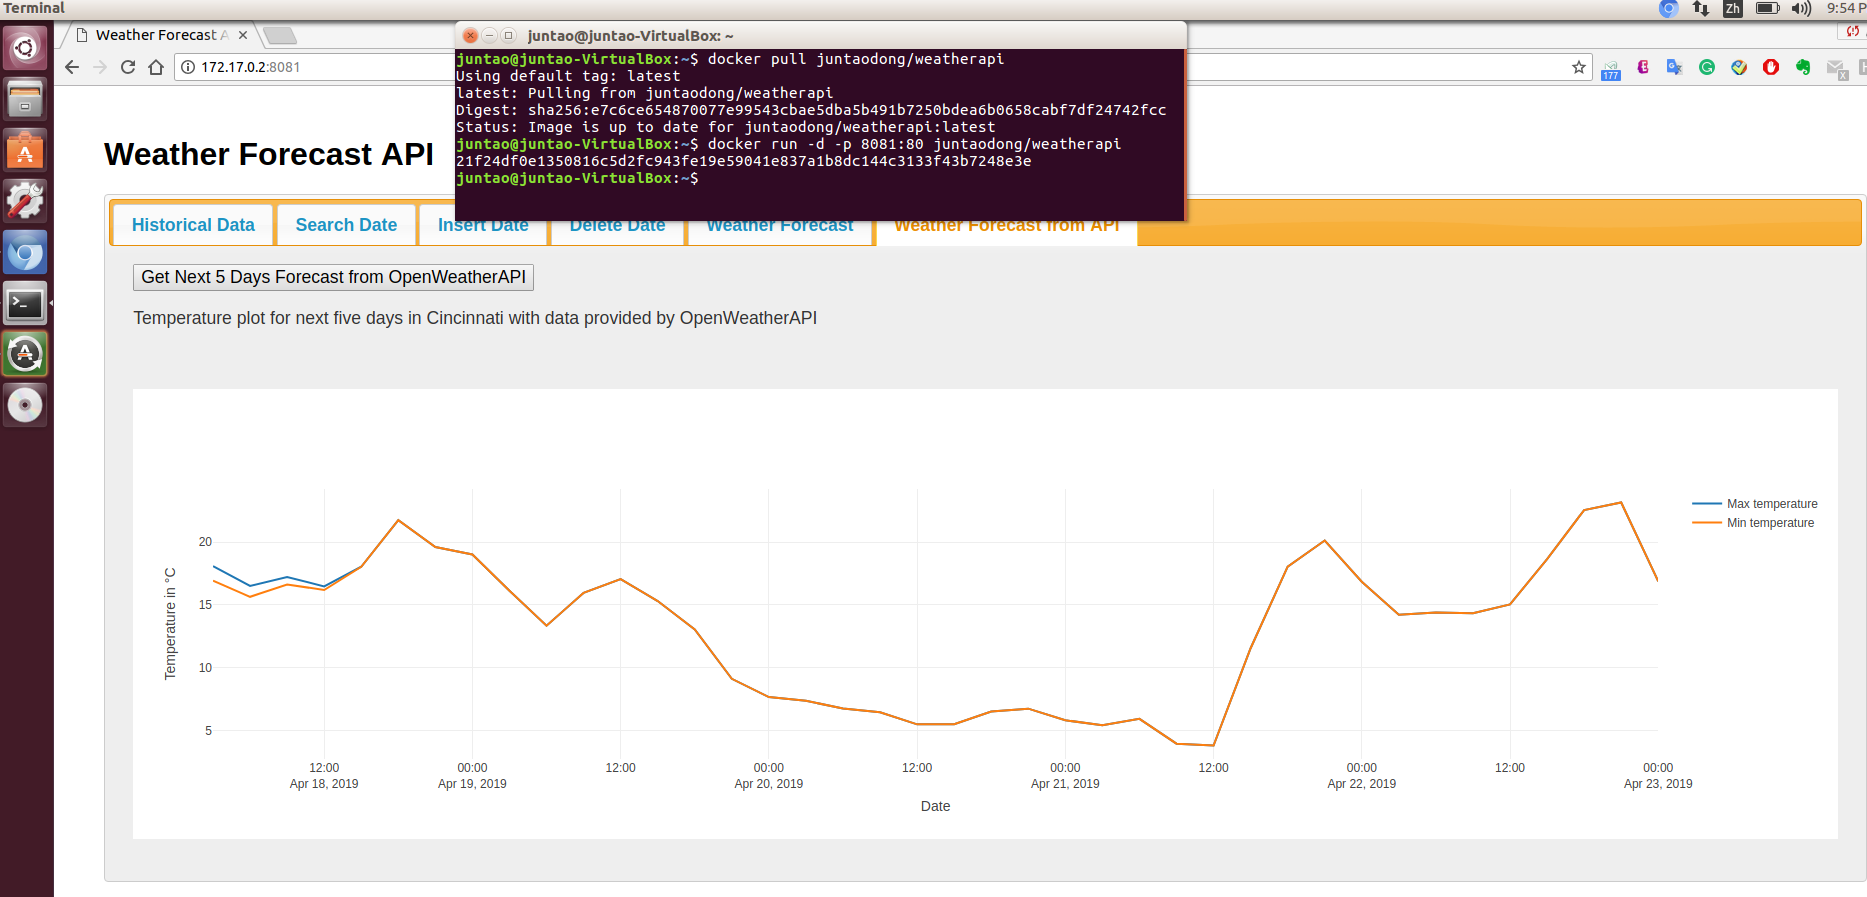 Terminal
Zh
9:54 P
Weather Forecast A
juntao@juntao-VirtualBox: ~
172.17.0.2:8081
177
juntao@juntao-VirtualBox:~$ docker pull juntaodong/weatherapi
Using default tag: latest
latest: Pulling from juntaodong/weatherapi
Digest: sha256:e7c6ce654870077e99543cbae5dba5b491b7250bdea6b0658cabf7df24742fcc
Status: Image is up to date for juntaodong/weatherapi:latest
juntao@juntao-VirtualBox:~$ docker run -d -p 8081:80 juntaodong/weatherapi
21f24df0e1350816c5d2fc943fe19e59041e837a1b8dc144c3133f43b7248e3e
juntao@juntao-VirtualBox:~$
Weather Forecast API
Historical Data
Search Date
Insert Date
Delete Date
Weather Forecast
Weather Forecast from API
Get Next 5 Days Forecast from OpenWeatherAPI
Temperature plot for next five days in Cincinnati with data provided by OpenWeatherAPI
Max temperature
Min temperature
20
15
10
5
Temperature in °C
12:00
Apr 18, 2019
00:00
Apr 19, 2019
12:00
00:00
Apr 20, 2019
12:00
00:00
Apr 21, 2019
12:00
00:00
Apr 22, 2019
12:00
00:00
Apr 23, 2019
Date